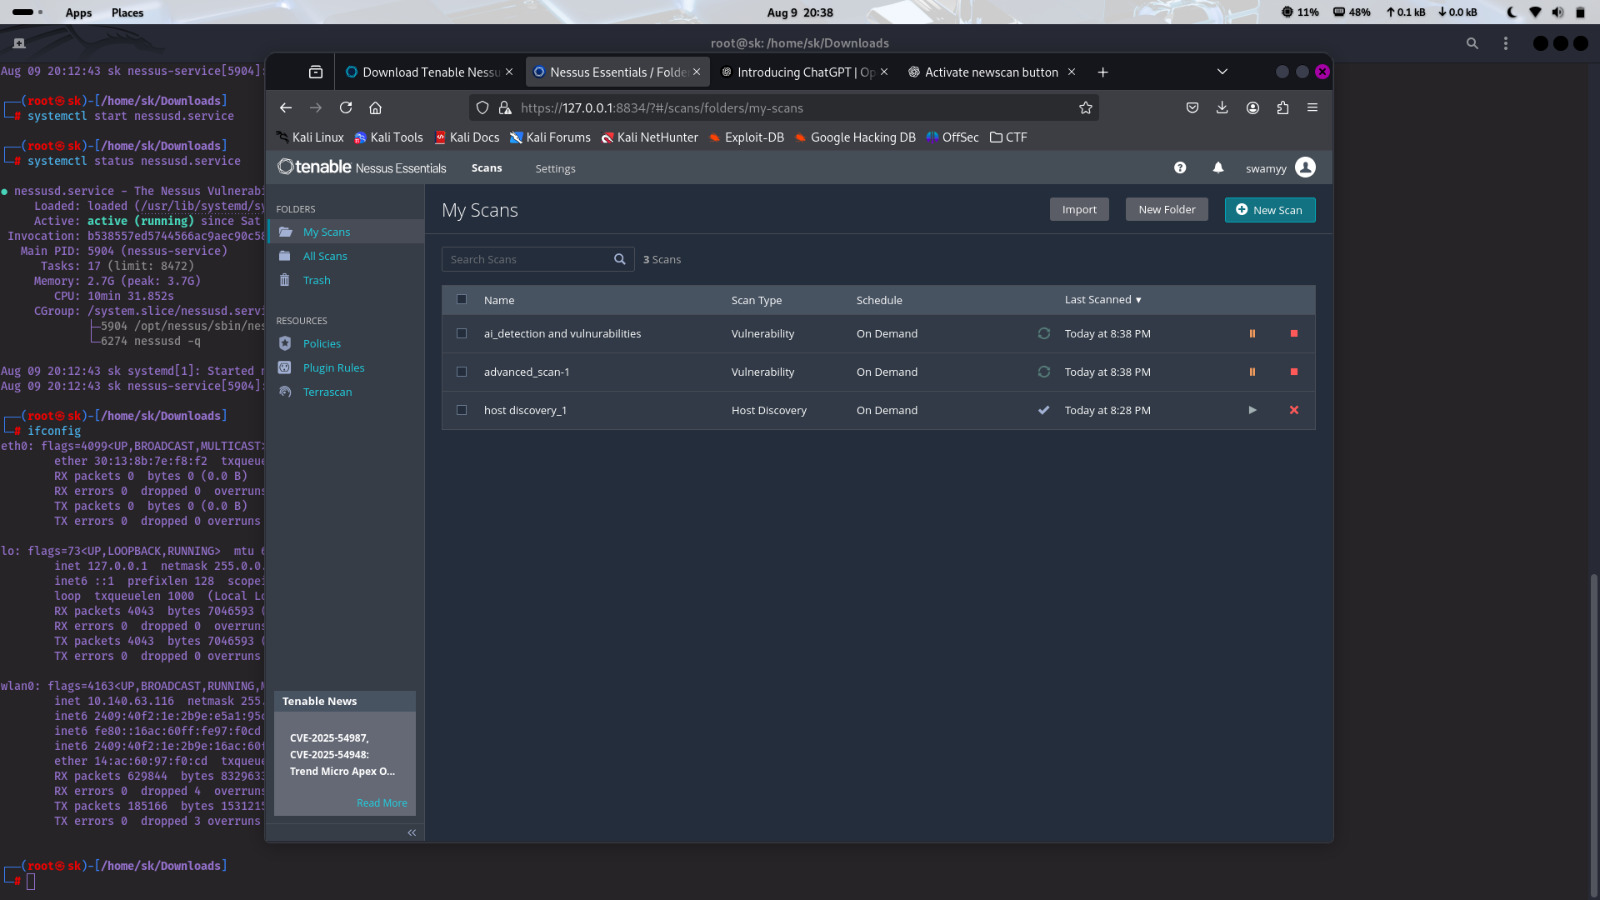 Apps Places
Aug 9 20:38
11% 48% 0.1 kB 0.0 kB
root@sk: /home/sk/Downloads
Aug 09 20:12:43 sk nessus-service[5904]:
(root㉿sk)-[/home/sk/Downloads]
# systemctl start nessusd.service
(root㉿sk)-[/home/sk/Downloads]
# systemctl status nessusd.service
● nessusd.service - The Nessus Vulnerabi
Loaded: loaded (/usr/lib/systemd/sy
Active: active (running) since Sat
Invocation: b538557ed5744566ac9aec90c58
Main PID: 5904 (nessus-service)
Tasks: 17 (limit: 8472)
Memory: 2.7G (peak: 3.7G)
CPU: 10min 31.852s
CGroup: /system.slice/nessusd.servi
├─5904 /opt/nessus/sbin/nes
└─6274 nessusd -q
Aug 09 20:12:43 sk systemd[1]: Started
Aug 09 20:12:43 sk nessus-service[5904]:
(root㉿sk)-[/home/sk/Downloads]
# ifconfig
eth0: flags=4099<UP,BROADCAST,MULTICAST>
ether 30:13:8b:7e:f8:f2 txqueue
RX packets 0 bytes 0 (0.0 B)
RX errors 0 dropped 0 overruns
TX packets 0 bytes 0 (0.0 B)
TX errors 0 dropped 0 overruns
lo: flags=73<UP,LOOPBACK,RUNNING> mtu 6
inet 127.0.0.1 netmask 255.0.0.
inet6 ::1 prefixlen 128 scopei
loop txqueuelen 1000 (Local Lo
RX packets 4043 bytes 7046593 (
RX errors 0 dropped 0 overruns
TX packets 4043 bytes 7046593 (
TX errors 0 dropped 0 overruns
wlan0: flags=4163<UP,BROADCAST,RUNNING,M
inet 10.140.63.116 netmask 255.
inet6 2409:40f2:1e:2b9e:e5a1:95c
inet6 fe80::16ac:60ff:fe97:f0cd
inet6 2409:40f2:1e:2b9e:16ac:60f
ether 14:ac:60:97:f0:cd txqueue
RX packets 629844 bytes 8329633
RX errors 0 dropped 4 overruns
TX packets 185166 bytes 1531215
TX errors 0 dropped 3 overruns
(root㉿sk)-[/home/sk/Downloads]
#
Download Tenable Nessu
Nessus Essentials / Folde
Introducing ChatGPT | Op
Activate newscan button
https://127.0.0.1:8834/?#/scans/folders/my-scans
Kali Linux Kali Tools Kali Docs Kali Forums Kali NetHunter Exploit-DB Google Hacking DB OffSec CTF
tenable Nessus Essentials Scans Settings swamyy
FOLDERS
My Scans
All Scans
Trash
RESOURCES
Policies
Plugin Rules
Terrascan
Tenable News
CVE-2025-54987,
CVE-2025-54948:
Trend Micro Apex O...
Read More
My Scans
Import New Folder New Scan
Search Scans 3 Scans
Name Scan Type Schedule Last Scanned ▼
ai_detection and vulnurabilities Vulnerability On Demand Today at 8:38 PM
advanced_scan-1 Vulnerability On Demand Today at 8:38 PM
host discovery_1 Host Discovery On Demand Today at 8:28 PM